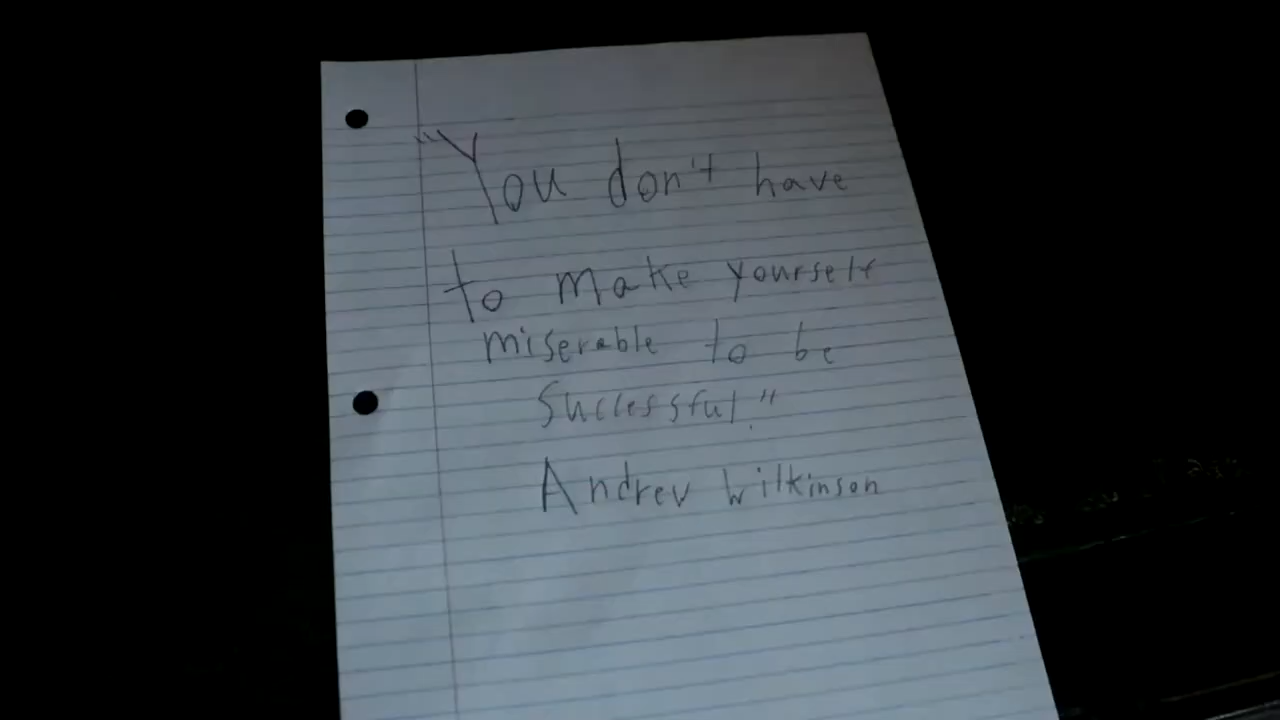 "You don't have
to make yourself
miserable to be
successful."
Andrew Wilkinson